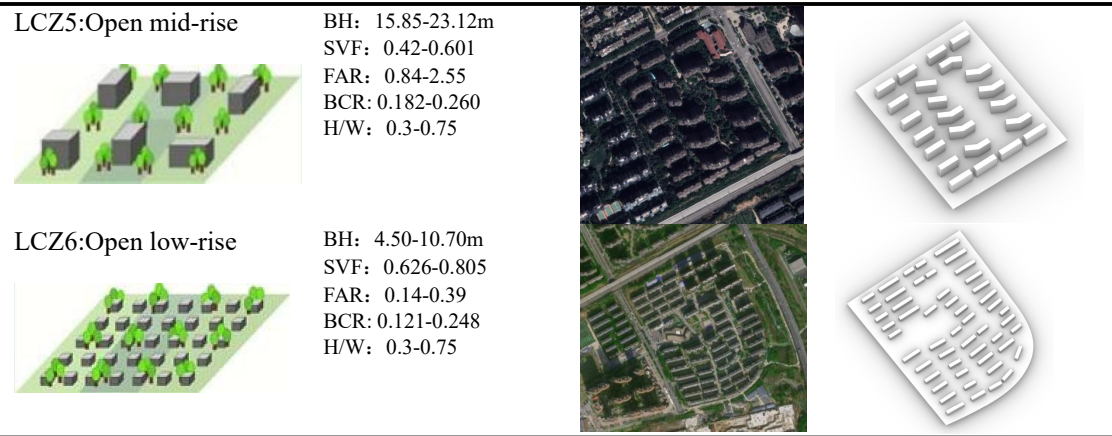 LCZ5:Open mid-rise
BH：15.85-23.12m
SVF：0.42-0.601
FAR：0.84-2.55
BCR: 0.182-0.260
H/W：0.3-0.75
LCZ6:Open low-rise
BH：4.50-10.70m
SVF：0.626-0.805
FAR：0.14-0.39
BCR: 0.121-0.248
H/W：0.3-0.75